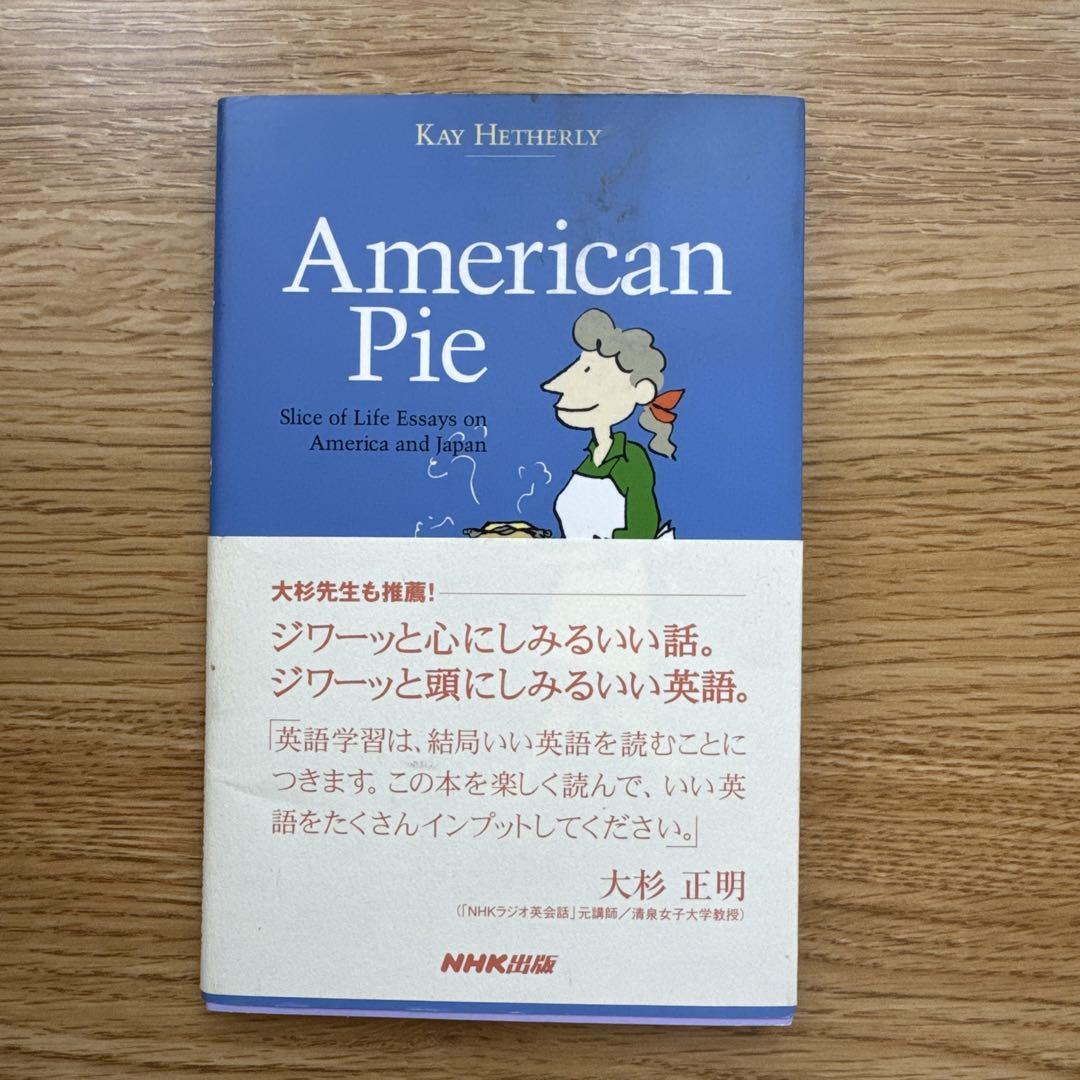 KAY HETHERLY
American
Pie
Slice of Life Essays on
America and Japan
大杉先生も推薦!
ジワーッと心にしみるいい話。
ジワーッと頭にしみるいい英語。
「英語学習は、結局いい英語を読むことに
つきます。この本を楽しく読んで、いい英
語をたくさんインプットしてください。」
大杉 正明
(「NHKラジオ英会話」元講師/清泉女子大学教授)
NHK出版